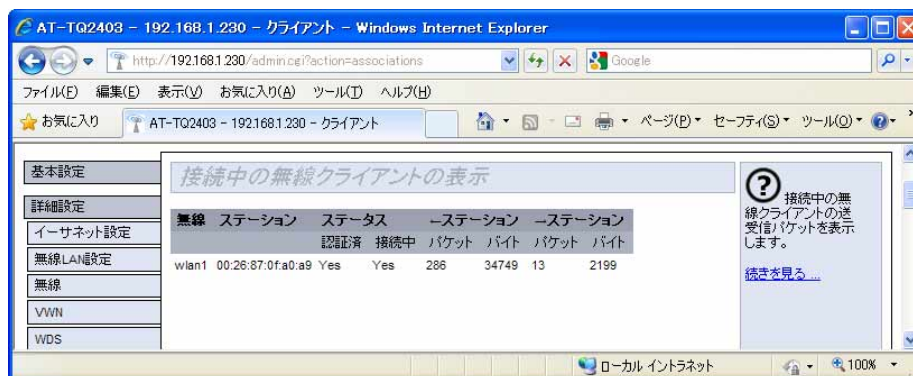 AT-TQ2403 - 192.168.1.230 - クライアント - Windows Internet Explorer
http://192.168.1.230/admin.cgi?action=associations
Google
ファイル(F) 編集(E) 表示(V) お気に入り(A) ツール(T) ヘルプ(H)
お気に入り AT-TQ2403 - 192.168.1.230 - クライアント ページ(P) セーフティ(S) ツール(O)
基本設定
詳細設定
イーサネット設定
無線LAN設定
無線
VWN
WDS
接続中の無線クライアントの表示
無線 ステーション ステータス ←ステーション →ステーション
認証済 接続中 パケット バイト パケット バイト
wlan1 00:26:87:0f:a0:a9 Yes Yes 286 34749 13 2199
接続中の無
線クライアントの送
受信パケットを表示
します。
続きを見る ...
ローカル イントラネット 100%